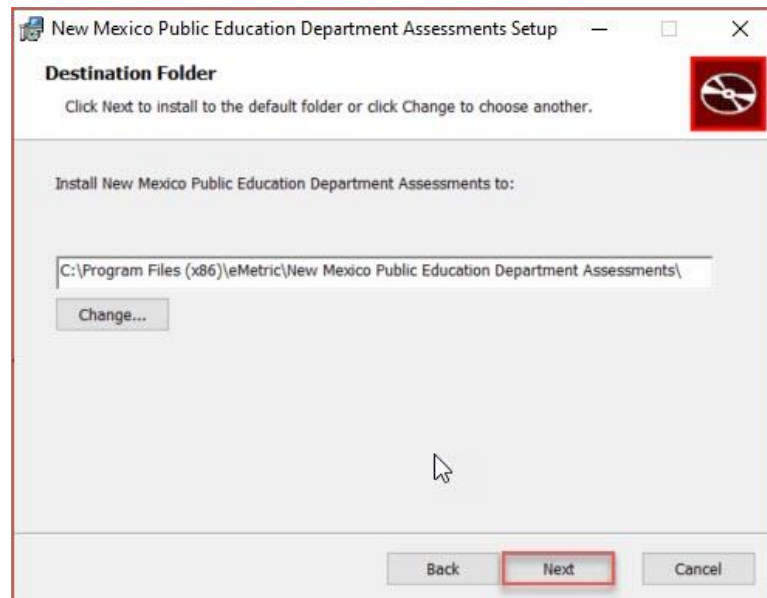 New Mexico Public Education Department Assessments Setup
Destination Folder
Click Next to install to the default folder or click Change to choose another.
Install New Mexico Public Education Department Assessments to:
C:\Program Files (x86)\eMetric\New Mexico Public Education Department Assessments\
Change...
Back Next Cancel